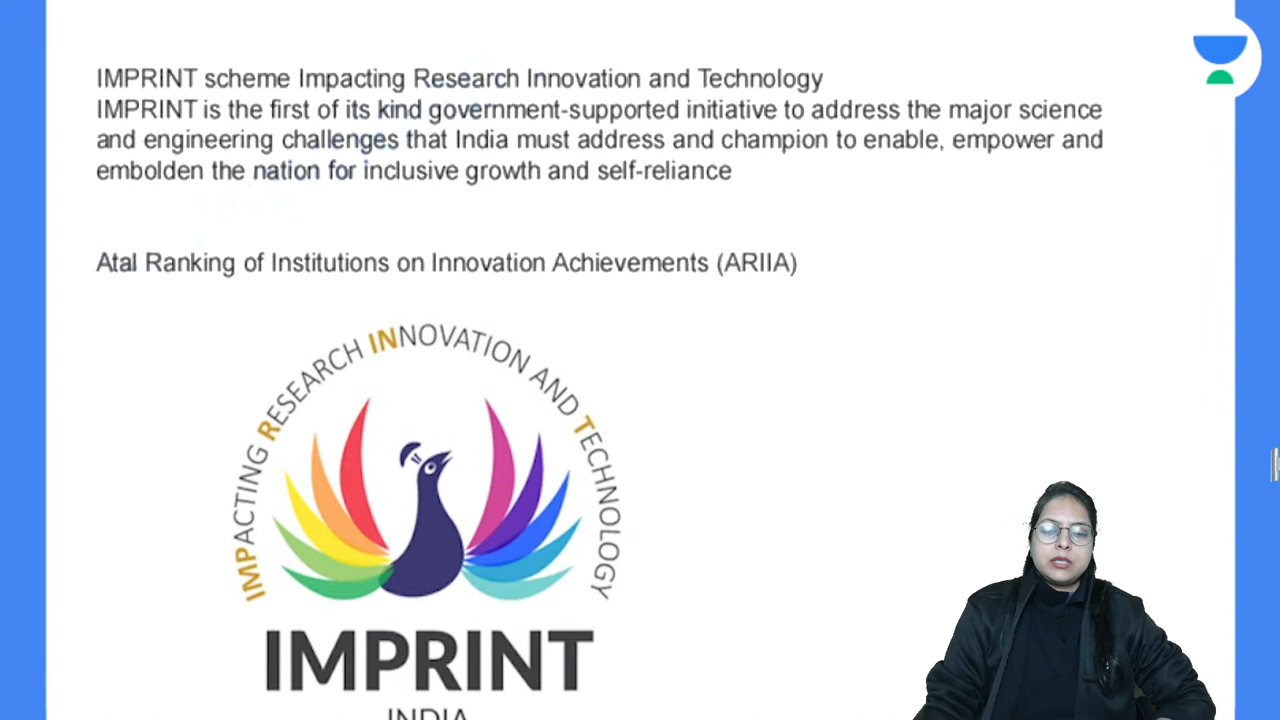 IMPRINT scheme Impacting Research Innovation and Technology
IMPRINT is the first of its kind government-supported initiative to address the major science
and engineering challenges that India must address and champion to enable, empower and
embolden the nation for inclusive growth and self-reliance
Atal Ranking of Institutions on Innovation Achievements (ARIIA)
IMPACTING RESEARCH INNOVATION AND TECHNOLOGY
IMPRINT
INDIA